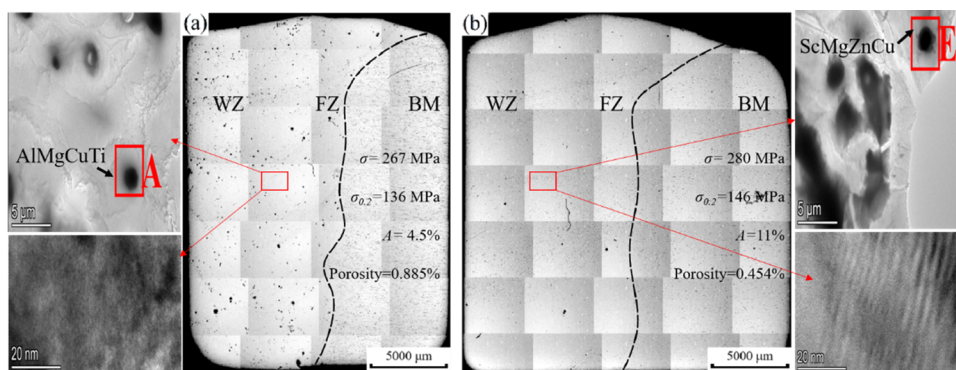 AlMgCuTi
A
5 μm
20 nm
(a)
WZ
FZ
BM
σ= 267 MPa
σ0.2=136 MPa
A= 4.5%
Porosity=0.885%
5000 μm
(b)
WZ
FZ
BM
σ= 280 MPa
σ0.2=146 MPa
A=11%
Porosity=0.454%
5000 μm
ScMgZnCu
E
5 μm
20 nm